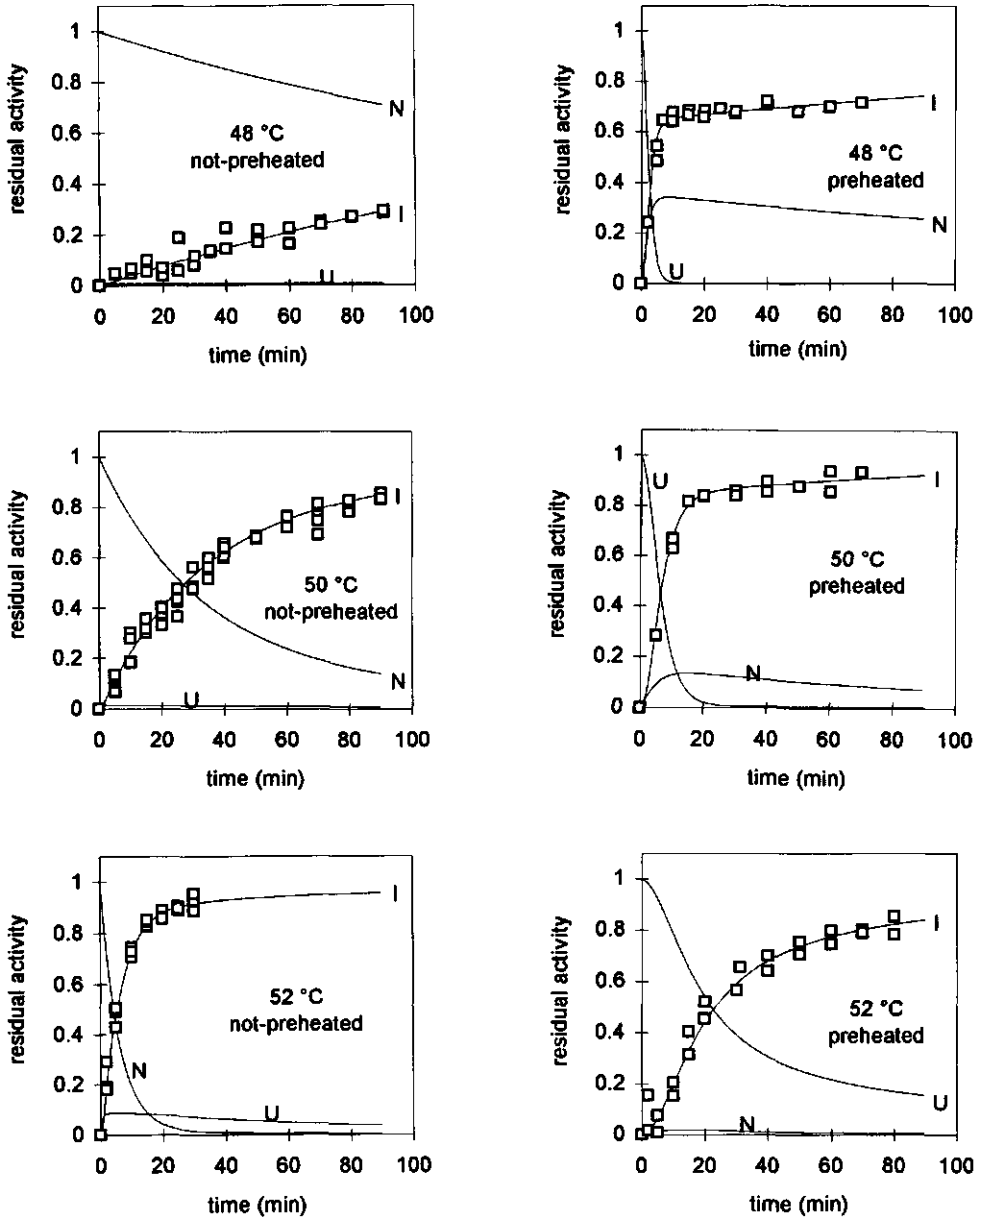 1
0.8
0.6
0.4
0.2
0
residual activity
48 °C
not-preheated
N
I
U
0 20 40 60 80 100
time (min)
1
0.8
0.6
0.4
0.2
0
residual activity
48 °C
preheated
I
N
U
0 20 40 60 80 100
time (min)
1
0.8
0.6
0.4
0.2
0
residual activity
50 °C
not-preheated
I
N
U
0 20 40 60 80 100
time (min)
1
0.8
0.6
0.4
0.2
0
residual activity
50 °C
preheated
U
I
N
0 20 40 60 80 100
time (min)
1
0.8
0.6
0.4
0.2
0
residual activity
52 °C
not-preheated
I
N
U
0 20 40 60 80 100
time (min)
1
0.8
0.6
0.4
0.2
0
residual activity
52 °C
preheated
I
U
N
0 20 40 60 80 100
time (min)